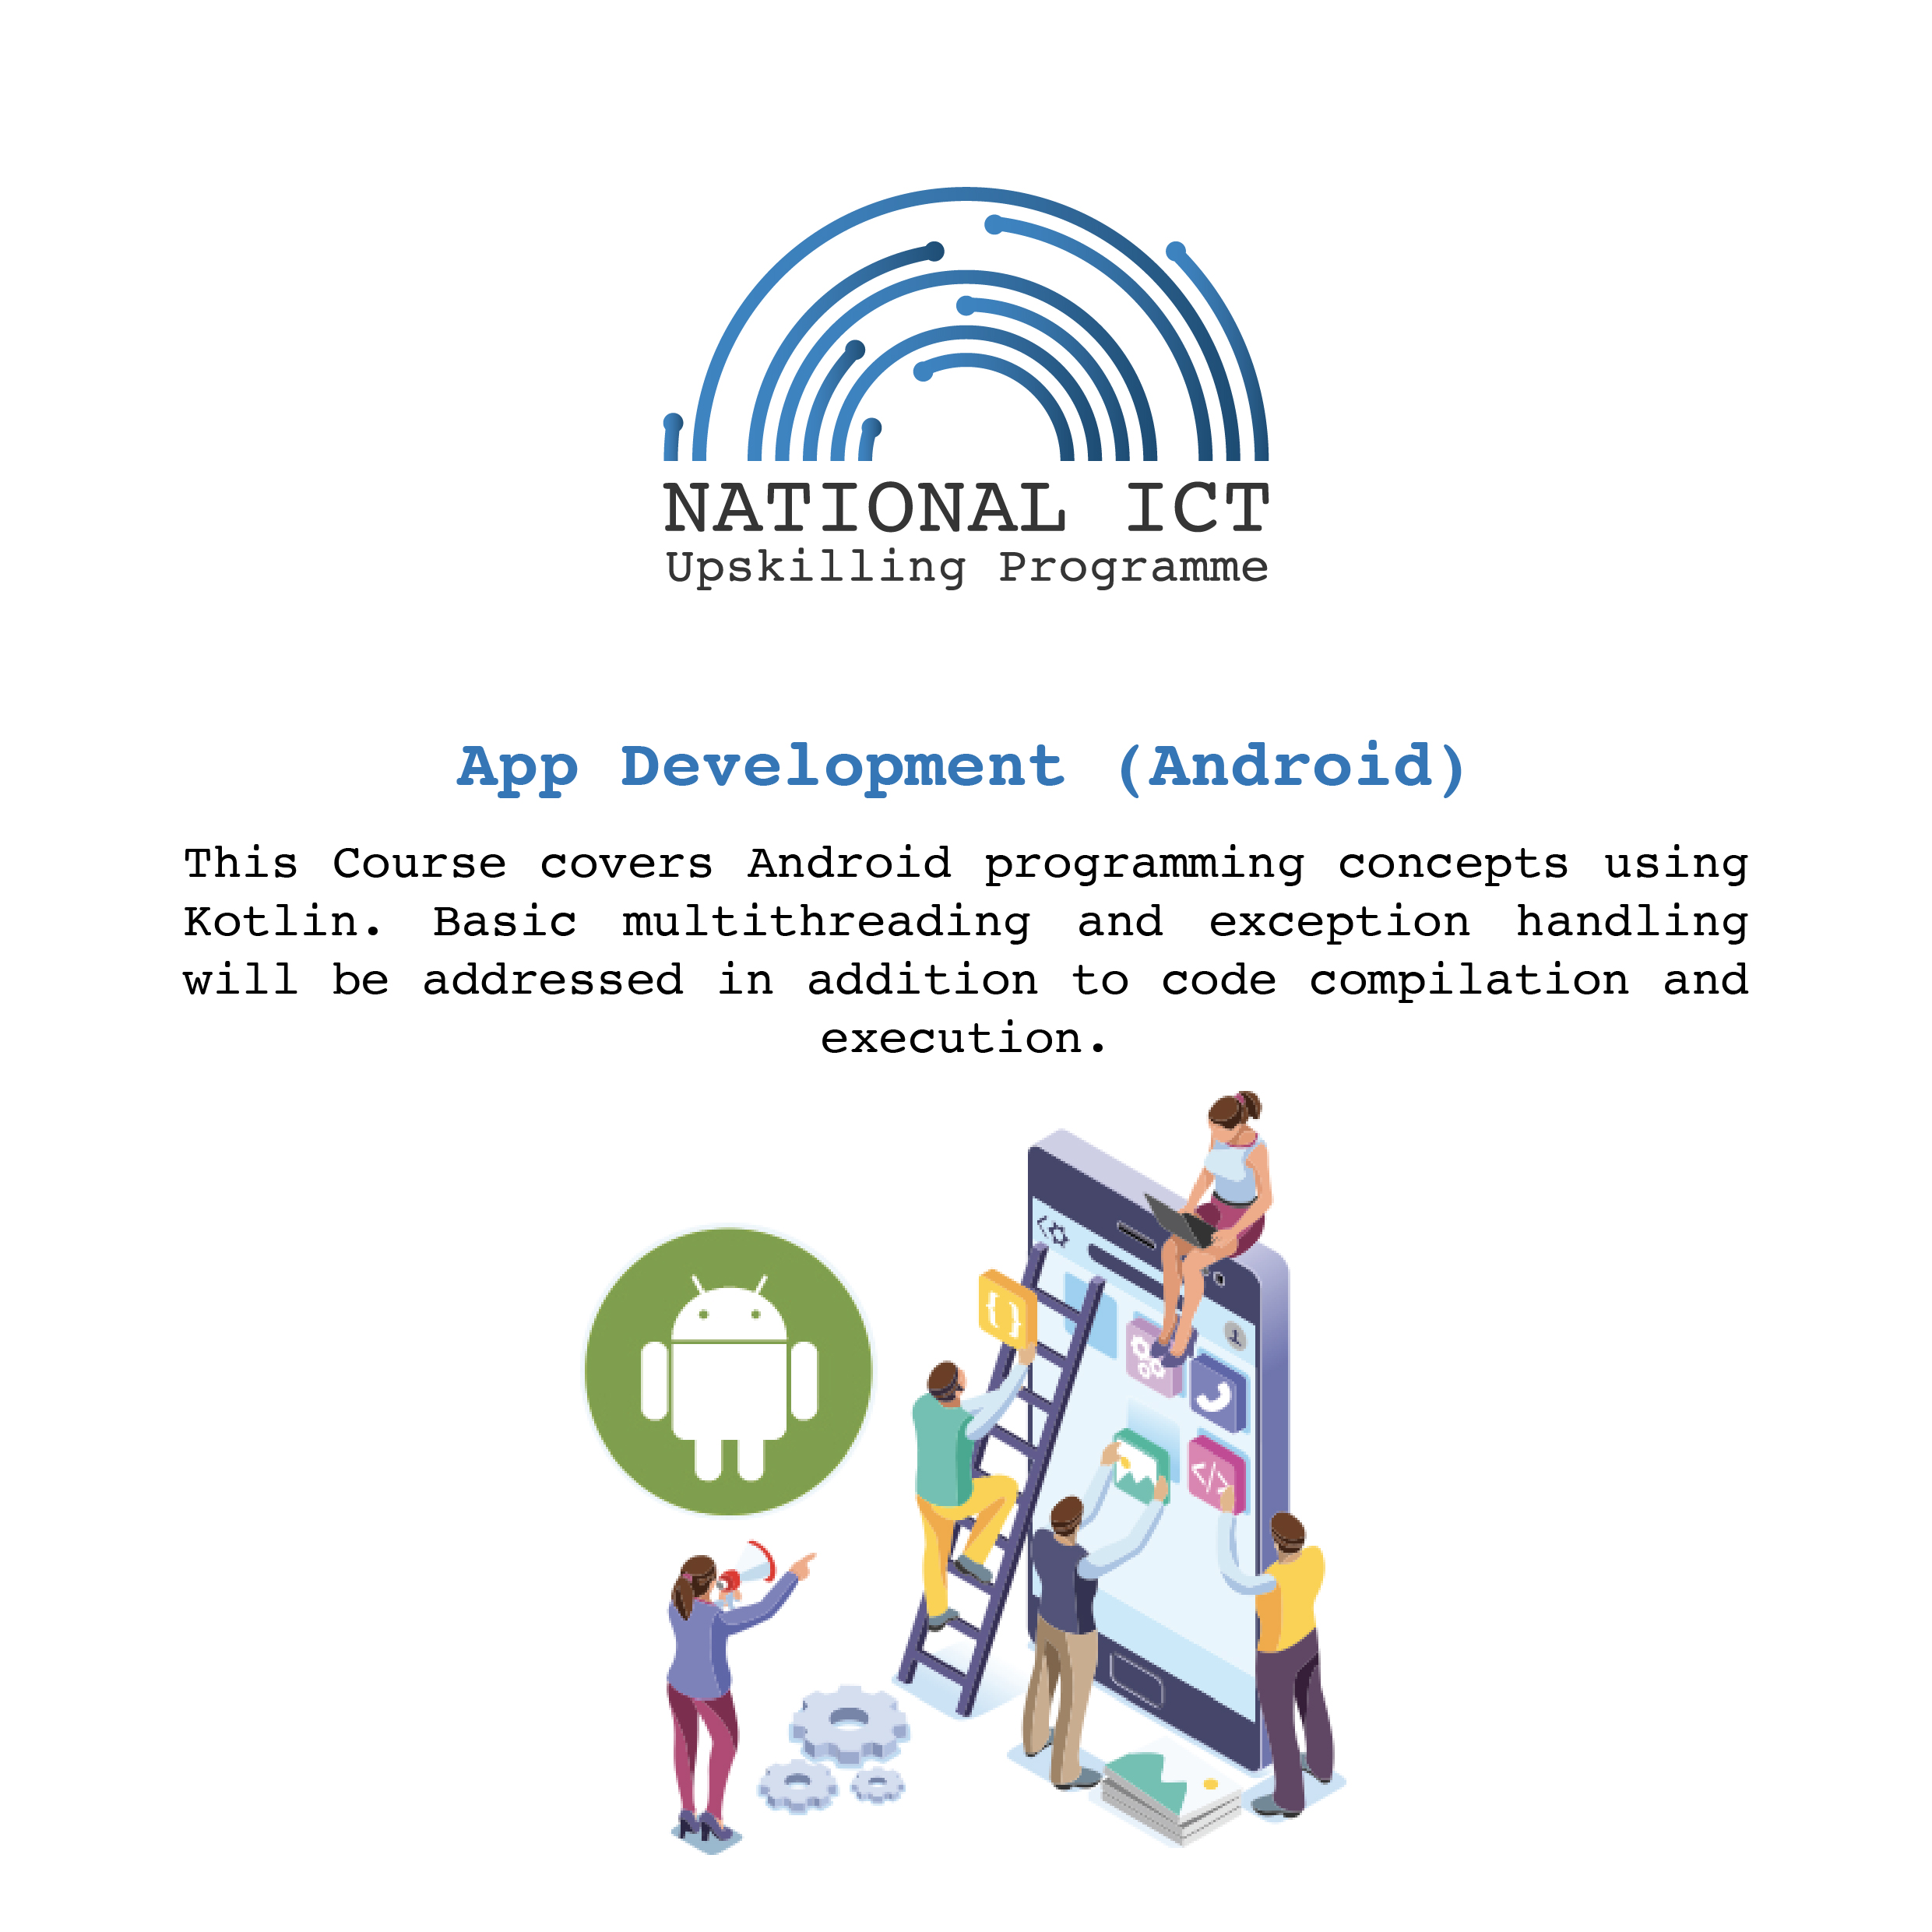 NATIONAL ICT
Upskilling Programme
App Development (Android)
This Course covers Android programming concepts using
Kotlin. Basic multithreading and exception handling
will be addressed in addition to code compilation and
execution.
{}
</>